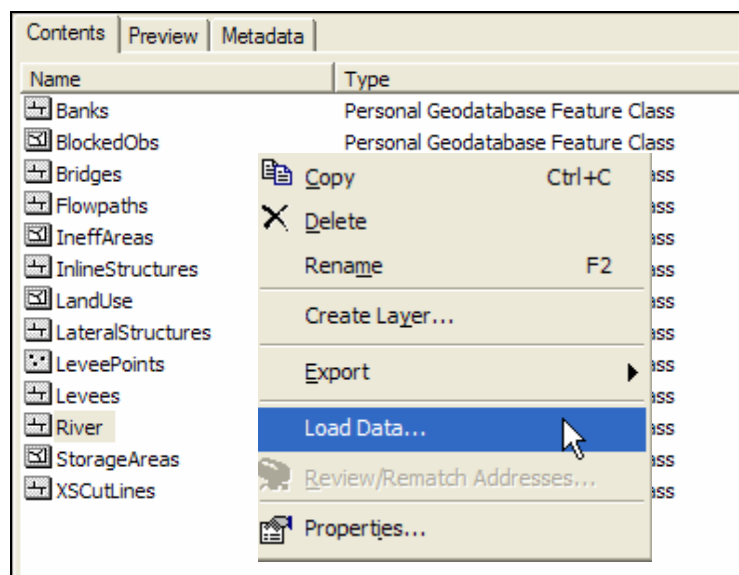 Contents Preview Metadata
Name Type
Banks Personal Geodatabase Feature Class
BlockedObs Personal Geodatabase Feature Class
Bridges
Flowpaths
IneffAreas
InlineStructures
LandUse
LateralStructures
LeveePoints
Levees
River
StorageAreas
XSCutLines
Copy Ctrl+C
Delete
Rename F2
Create Layer...
Export
Load Data...
Review/Rematch Addresses...
Properties...